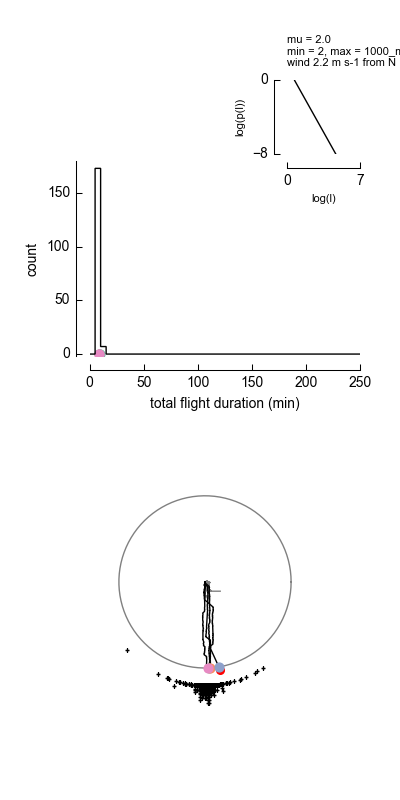 mu = 2.0
min = 2, max = 1000_m
wind 2.2 m s-1 from N
0
log(p(l))
−8
0 7
log(l)
150
100
50
0
count
0 50 100 150 200 250
total flight duration (min)